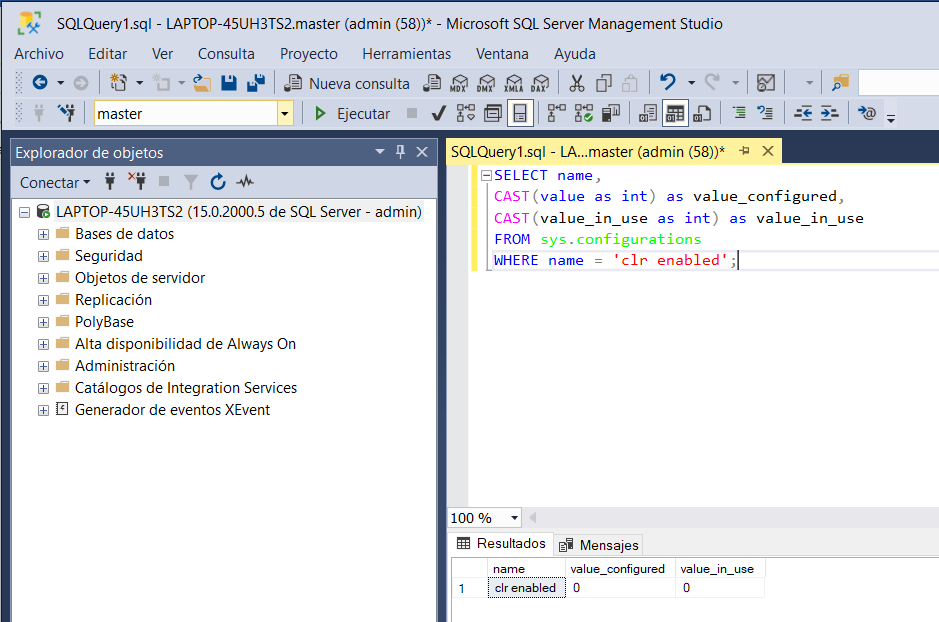 SQLQuery1.sql - LAPTOP-45UH3TS2.master (admin (58))* - Microsoft SQL Server Management Studio
Archivo Editar Ver Consulta Proyecto Herramientas Ventana Ayuda
Nueva consulta MDX DMX XMLA DAX
master Ejecutar
Explorador de objetos
Conectar
LAPTOP-45UH3TS2 (15.0.2000.5 de SQL Server - admin)
Bases de datos
Seguridad
Objetos de servidor
Replicación
PolyBase
Alta disponibilidad de Always On
Administración
Catálogos de Integration Services
Generador de eventos XEvent
SQLQuery1.sql - LA...master (admin (58))*
SELECT name,
CAST(value as int) as value_configured,
CAST(value_in_use as int) as value_in_use
FROM sys.configurations
WHERE name = 'clr enabled';
100 %
Resultados Mensajes
name value_configured value_in_use
1 clr enabled 0 0